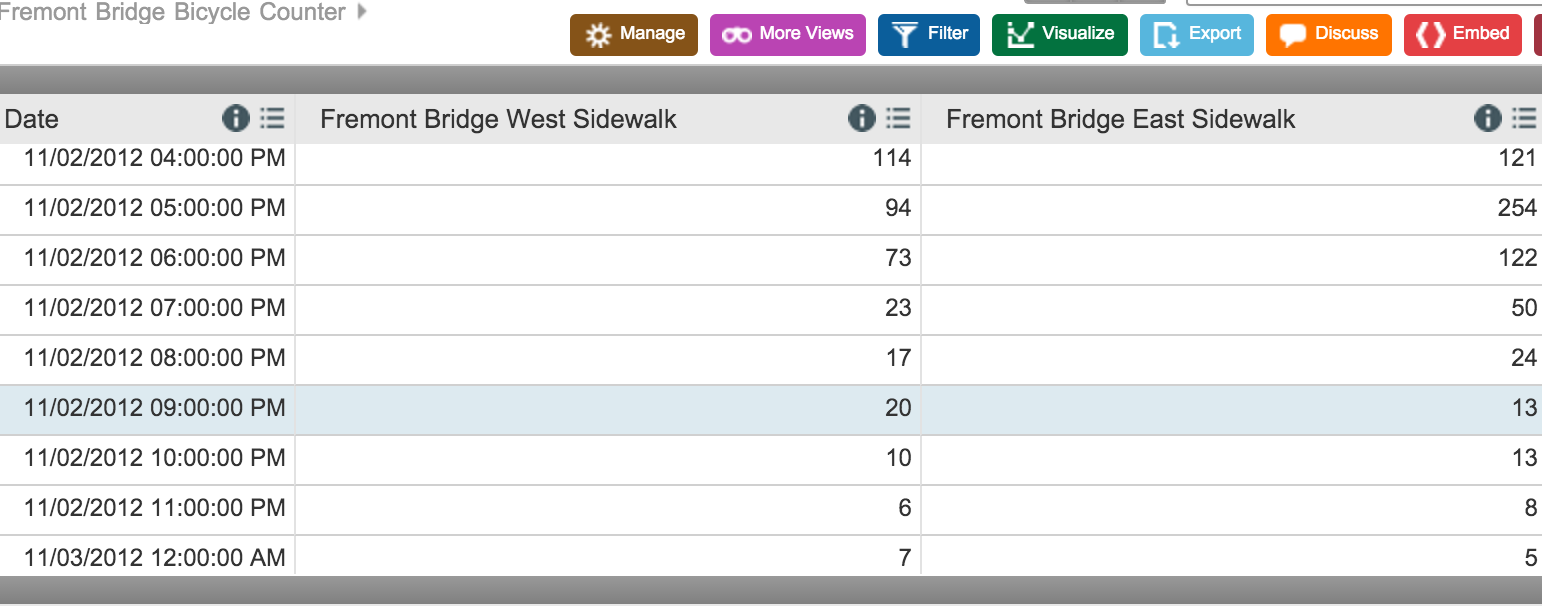 Fremont Bridge Bicycle Counter
Manage More Views Filter Visualize Export Discuss Embed
Date Fremont Bridge West Sidewalk Fremont Bridge East Sidewalk
11/02/2012 04:00:00 PM 114 121
11/02/2012 05:00:00 PM 94 254
11/02/2012 06:00:00 PM 73 122
11/02/2012 07:00:00 PM 23 50
11/02/2012 08:00:00 PM 17 24
11/02/2012 09:00:00 PM 20 13
11/02/2012 10:00:00 PM 10 13
11/02/2012 11:00:00 PM 6 8
11/03/2012 12:00:00 AM 7 5